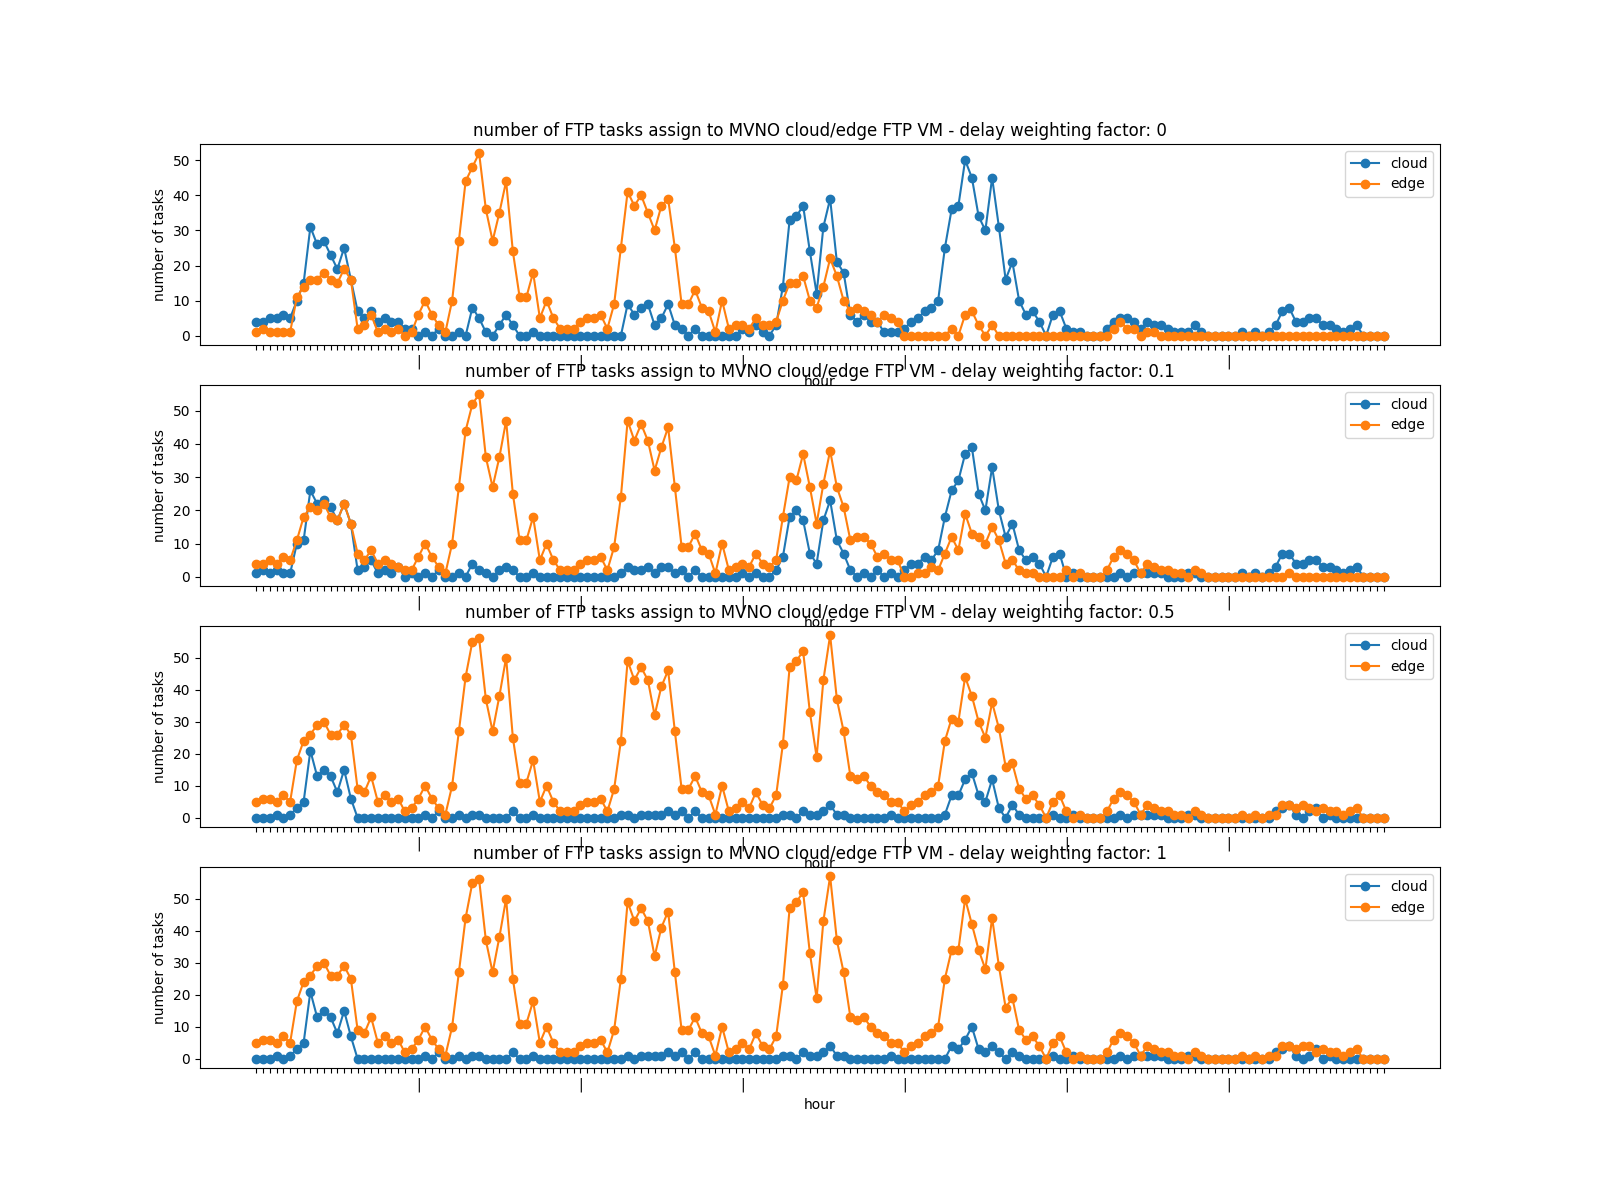 number of FTP tasks assign to MVNO cloud/edge FTP VM - delay weighting factor: 0
number of tasks
50
40
30
20
10
0
cloud
edge
hour
number of FTP tasks assign to MVNO cloud/edge FTP VM - delay weighting factor: 0.1
number of tasks
50
40
30
20
10
0
cloud
edge
hour
number of FTP tasks assign to MVNO cloud/edge FTP VM - delay weighting factor: 0.5
number of tasks
50
40
30
20
10
0
cloud
edge
hour
number of FTP tasks assign to MVNO cloud/edge FTP VM - delay weighting factor: 1
number of tasks
50
40
30
20
10
0
cloud
edge
hour